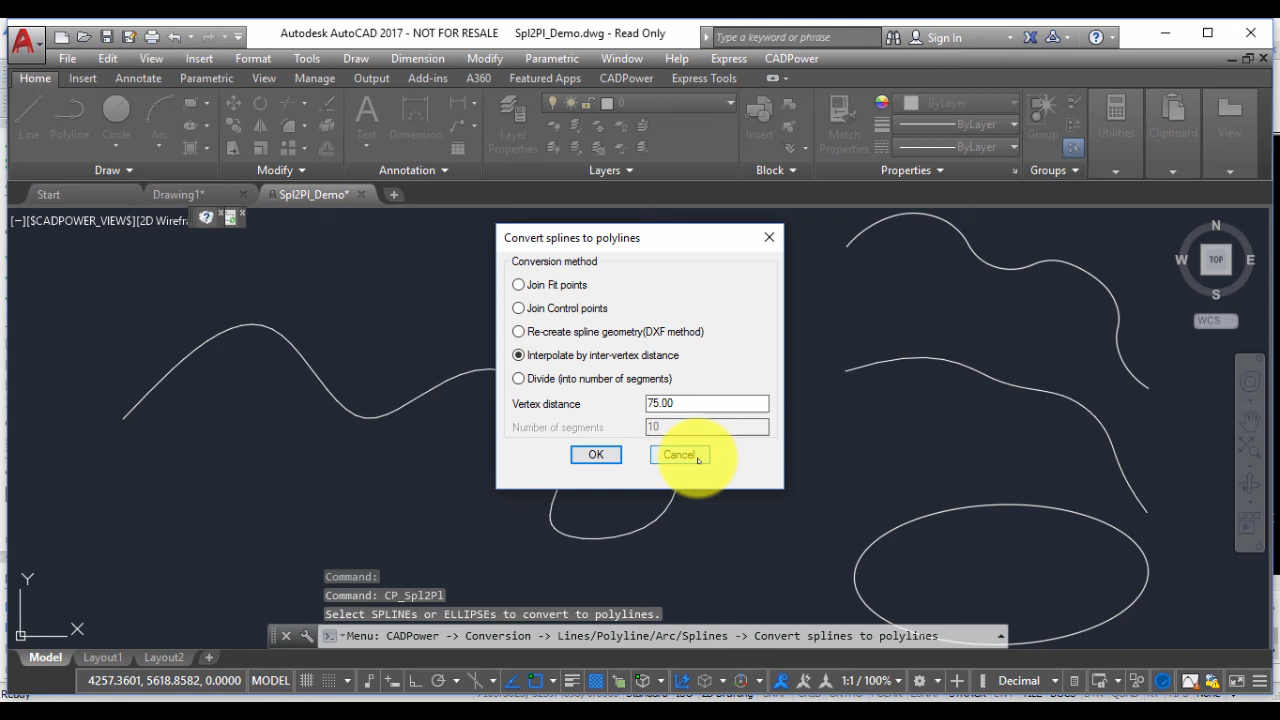 Autodesk AutoCAD 2017 - NOT FOR RESALE Spl2Pl_Demo.dwg - Read Only Type a keyword or phrase Sign In
File Edit View Insert Format Tools Draw Dimension Modify Parametric Window Help Express CADPower
Home Insert Annotate Parametric View Manage Output Add-ins A360 Featured Apps CADPower Express Tools
0 ByLayer
Line Polyline Circle Arc Text Dimension Layer Properties Insert Match Properties ByLayer Group Utilities Clipboard View
ByLayer
Draw Modify Annotation Layers Block Properties Groups
Start Drawing1* Spl2Pl_Demo*
[−][$CADPOWER_VIEWS$][2D Wirefr
N
W TOP E
S
WCS
Convert splines to polylines
Conversion method
Join Fit points
Join Control points
Re-create spline geometry(DXF method)
Interpolate by inter-vertex distance
Divide (into number of segments)
Vertex distance 75.00
Number of segments 10
OK Cancel
Command:
Y
Command: CP_Spl2Pl
Select SPLINEs or ELLIPSEs to convert to polylines.
X
Menu: CADPower -> Conversion -> Lines/Polyline/Arc/Splines -> Convert splines to polylines
Model Layout1 Layout2
4257.3601, 5618.8582, 0.0000 MODEL 1:1 / 100% Decimal
Ready